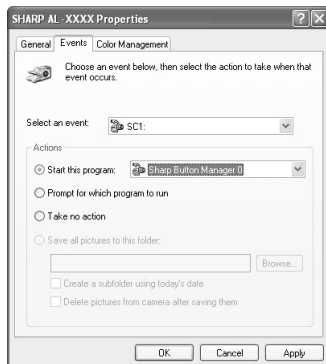 SHARP AL-XXXX Properties
General Events Color Management
Choose an event below, then select the action to take when that
event occurs.
Select an event: SC1:
Actions
Start this program: Sharp Button Manager 0
Prompt for which program to run
Take no action
Save all pictures to this folder:
Browse...
Create a subfolder using today's date
Delete pictures from camera after saving them
OK Cancel Apply